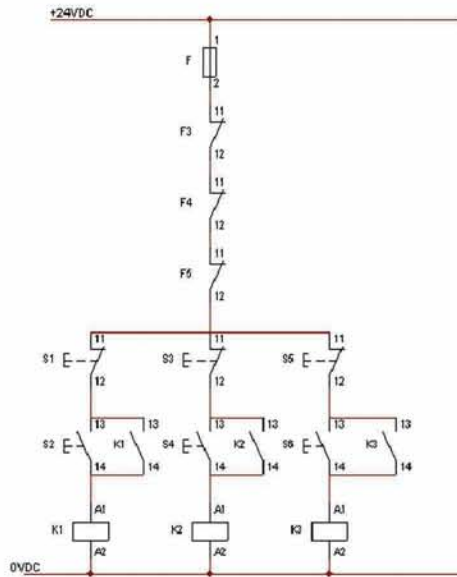 +24VDC
1
F
2
11
F3
12
11
F4
12
11
F5
12
11 11 11
S1 S3 S5
12 12 12
13 13 13 13 13 13
S2 K1 S4 K2 S6 K3
14 14 14 14 14 14
A1 A1 A1
K1 K2 K3
A2 A2 A2
0VDC